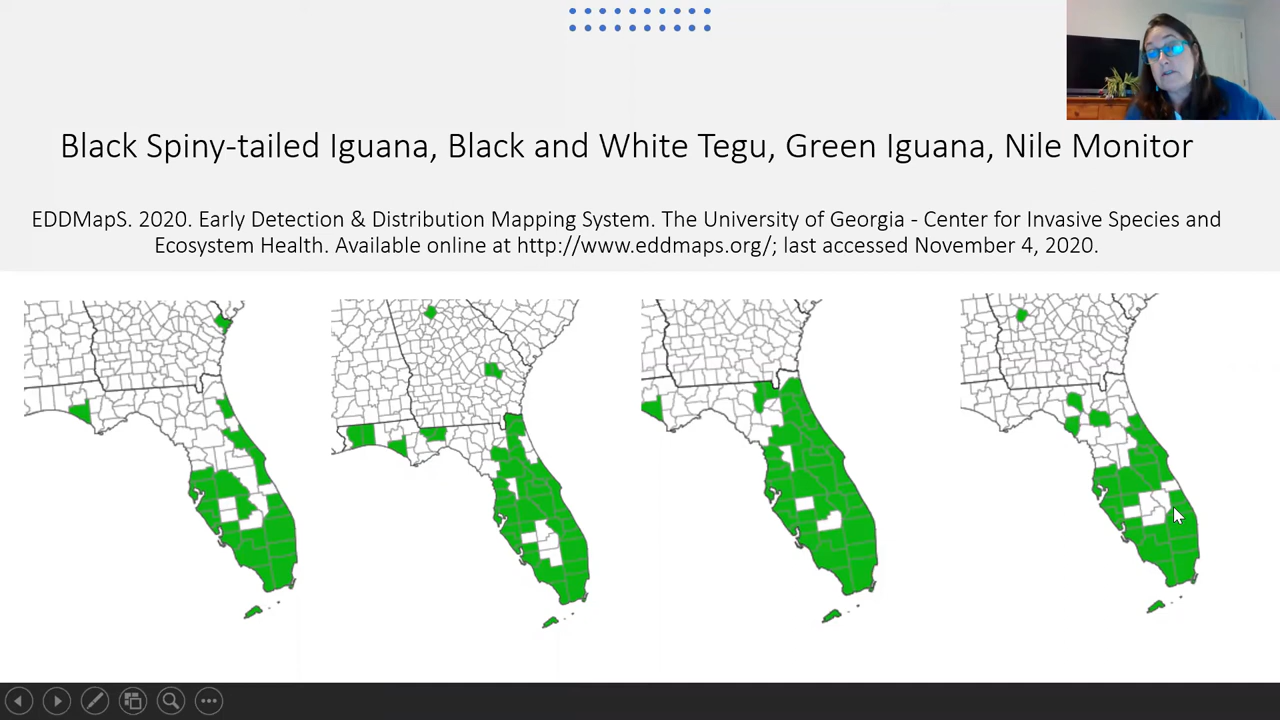 Black Spiny-tailed Iguana, Black and White Tegu, Green Iguana, Nile Monitor
EDDMapS. 2020. Early Detection & Distribution Mapping System. The University of Georgia - Center for Invasive Species and
Ecosystem Health. Available online at http://www.eddmaps.org/; last accessed November 4, 2020.